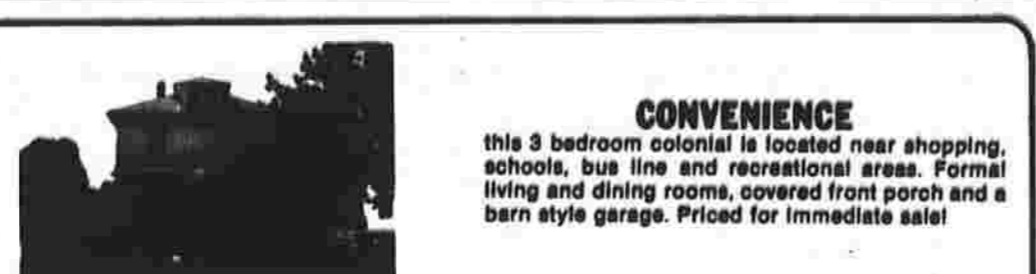 CONVENIENCE
this 3 bedroom colonial is located near shopping,
schools, bus line and recreational areas. Formal
living and dining rooms, covered front porch and a
barn style garage. Priced for immediate sale!